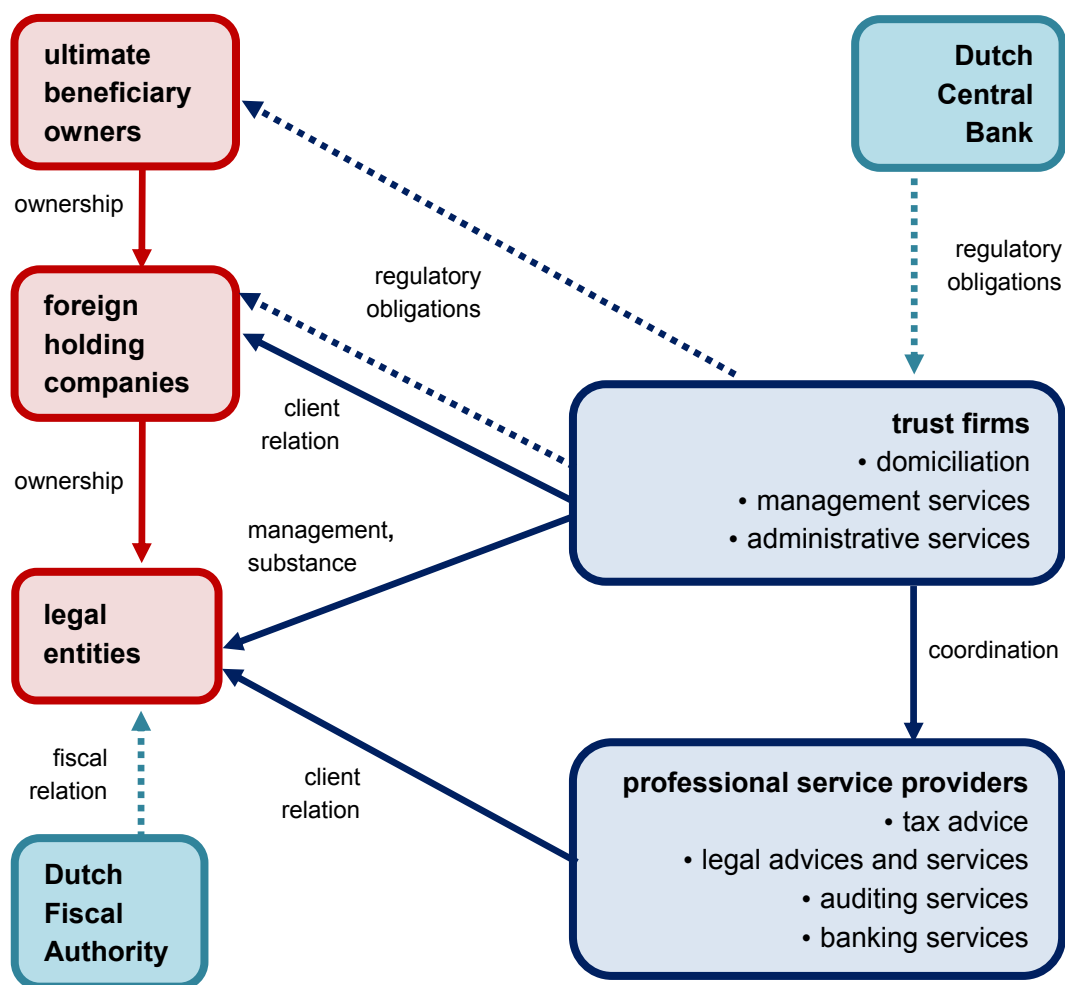 ultimate
beneficiary
owners
Dutch
Central
Bank
ownership
regulatory
obligations
regulatory
obligations
foreign
holding
companies
client
relation
trust firms
• domiciliation
• management services
• administrative services
ownership
management,
substance
legal
entities
coordination
fiscal
relation
client
relation
professional service providers
• tax advice
• legal advices and services
• auditing services
• banking services
Dutch
Fiscal
Authority